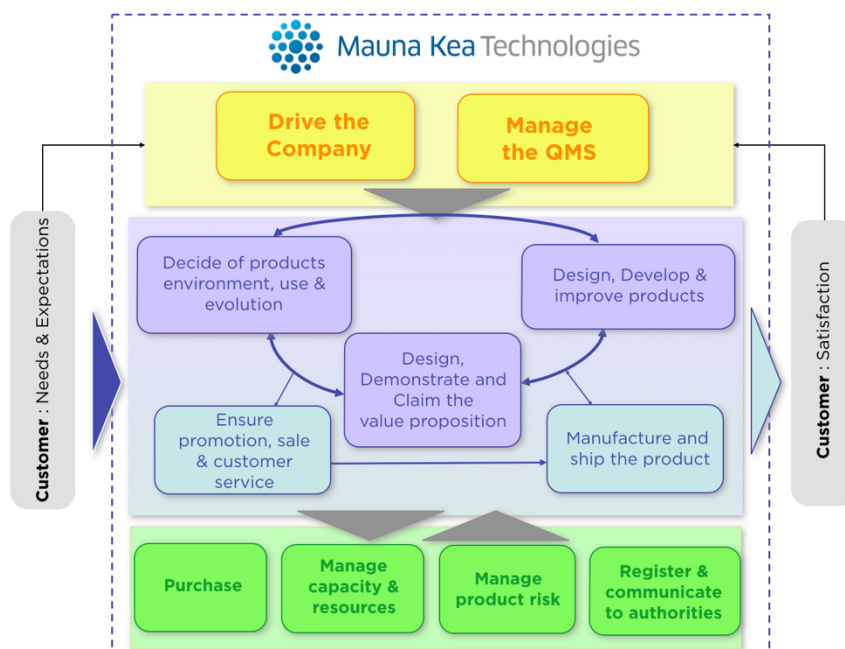 Mauna Kea Technologies
Drive the
Company
Manage
the QMS
Customer : Needs & Expectations
Customer : Satisfaction
Decide of products
environment, use &
evolution
Design, Develop &
improve products
Design,
Demonstrate and
Claim the
value proposition
Ensure
promotion, sale
& customer
service
Manufacture and
ship the product
Purchase
Manage
capacity &
resources
Manage
product risk
Register &
communicate
to authorities